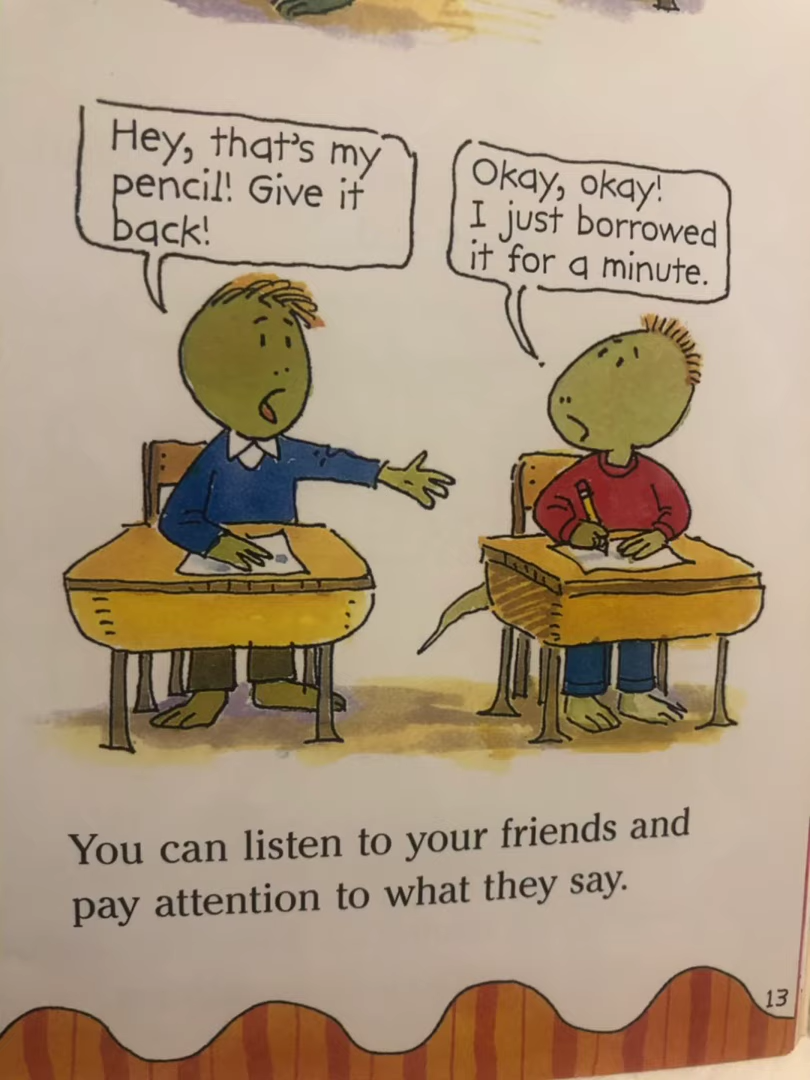 Hey, that's my
pencil! Give it
back!
Okay, okay!
I just borrowed
it for a minute.
You can listen to your friends and
pay attention to what they say.
13